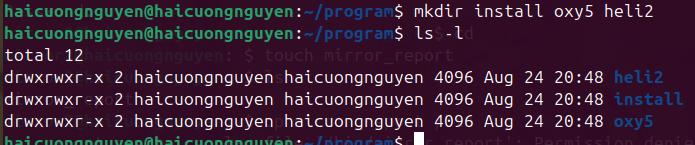 haicuongnguyen@haicuongnguyen:~/program$ mkdir install oxy5 heli2
haicuongnguyen@haicuongnguyen:~/program$ ls -l
total 12
$ touch mirror_report
drwxrwxr-x 2 haicuongnguyen haicuongnguyen 4096 Aug 24 20:48 heli2
drwxrwxr-x 2 haicuongnguyen haicuongnguyen 4096 Aug 24 20:48 install
drwxrwxr-x 2 haicuongnguyen haicuongnguyen 4096 Aug 24 20:48 oxy5
haicuongnguyen@haicuongnguyen:~/program$